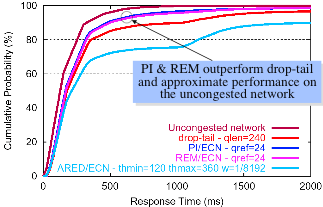 100
80
60
40
20
0
Cumulative Probability (%)
PI & REM outperform drop-tail
and approximate performance on
the uncongested network
Uncongested network
drop-tail - qlen=240
PI/ECN - qref=24
REM/ECN - qref=24
ARED/ECN - thmin=120 thmax=360 w=1/8192
0 500 1000 1500 2000
Response Time (ms)